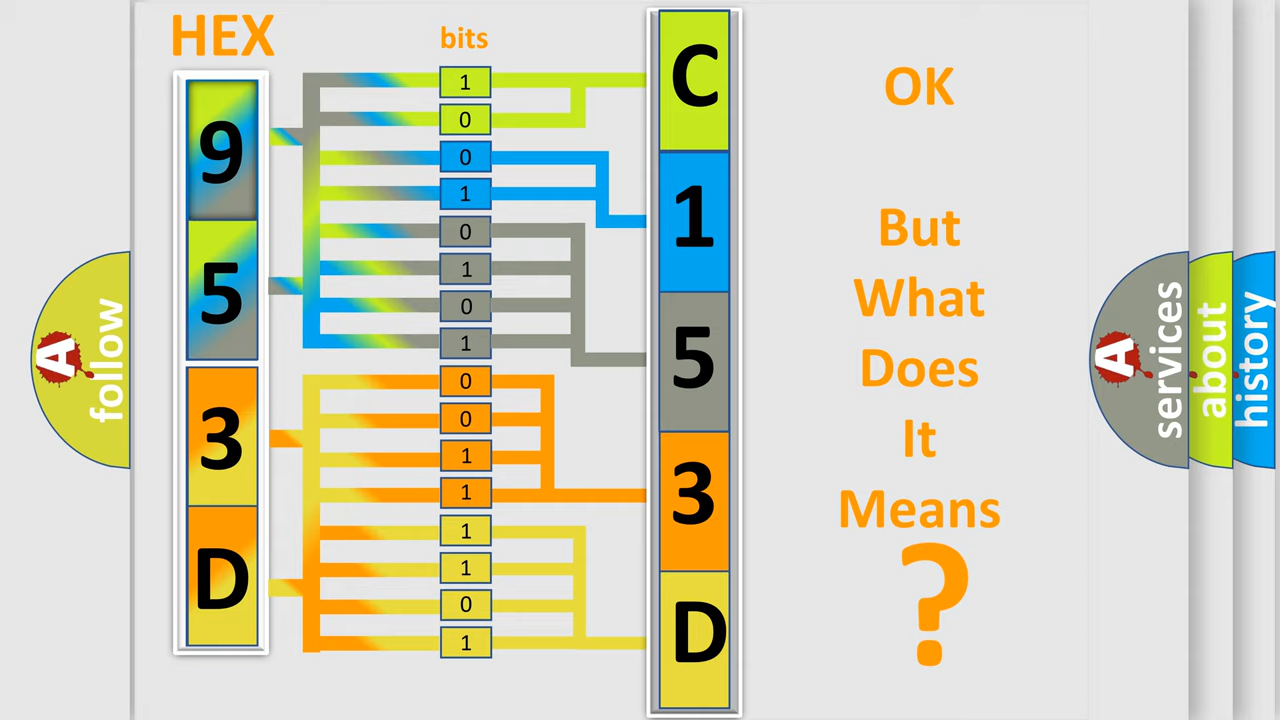 HEX
bits
9
5
3
D
1
0
0
1
0
1
0
1
0
0
1
1
1
1
0
1
C
1
5
3
D
OK
But
What
Does
It
Means
?
A
follow
A
services
about
history